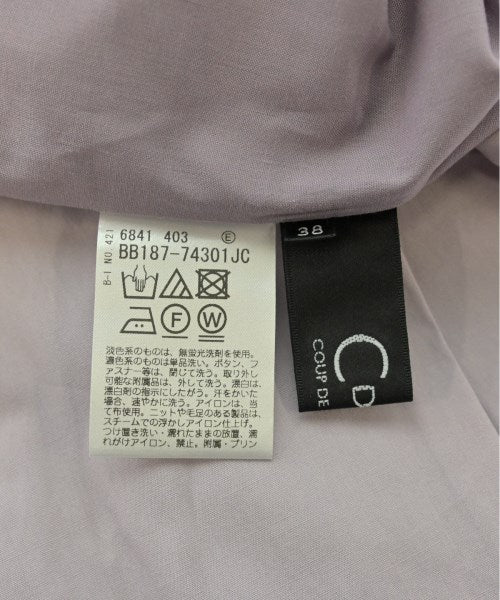 B-I NO.421
6841 403 E
BB187-74301JC
F W
淡色系のものは、無蛍光洗剤を使用。
濃色系のものは単品洗い。ボタン、フ
ァスナー等は、閉じて洗う。取り外し
可能な附属品は、外して洗う。漂白は、
漂白剤の指示にしたがう。汗をかいた
場合、速やかに洗う。アイロンは、当
て布使用。ニットや毛足のある製品は、
スチームでの浮かしアイロン仕上げ。
つけ置き洗い・濡れたままの放置、濡
れがけアイロン、禁止。附属・プリン
38
C D
COUP DE